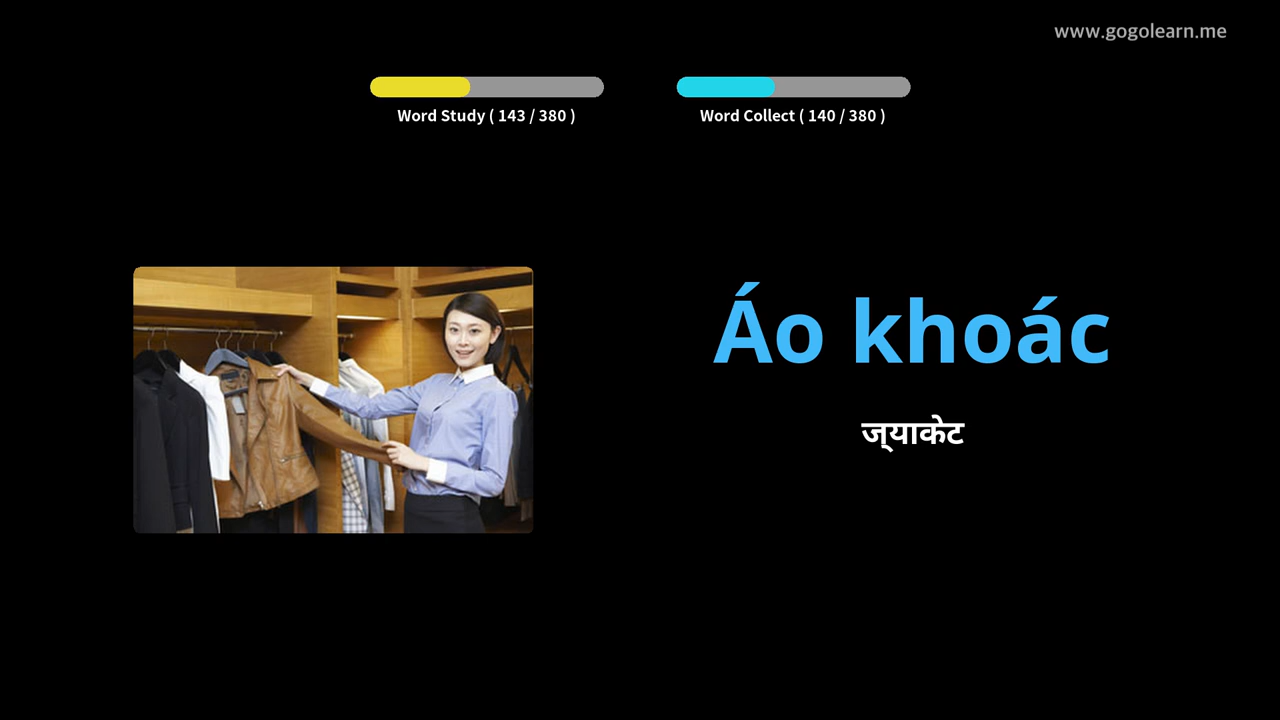 www.gogolearn.me
Word Study ( 143 / 380 )
Word Collect ( 140 / 380 )
Áo khoác
ज्याकेट